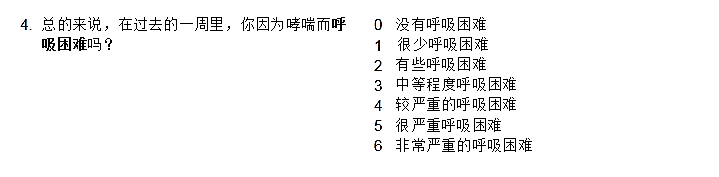 4. 总的来说，在过去的一周里，你因为哮喘而呼
吸困难吗？
0 没有呼吸困难
1 很少呼吸困难
2 有些呼吸困难
3 中等程度呼吸困难
4 较严重的呼吸困难
5 很严重呼吸困难
6 非常严重的呼吸困难